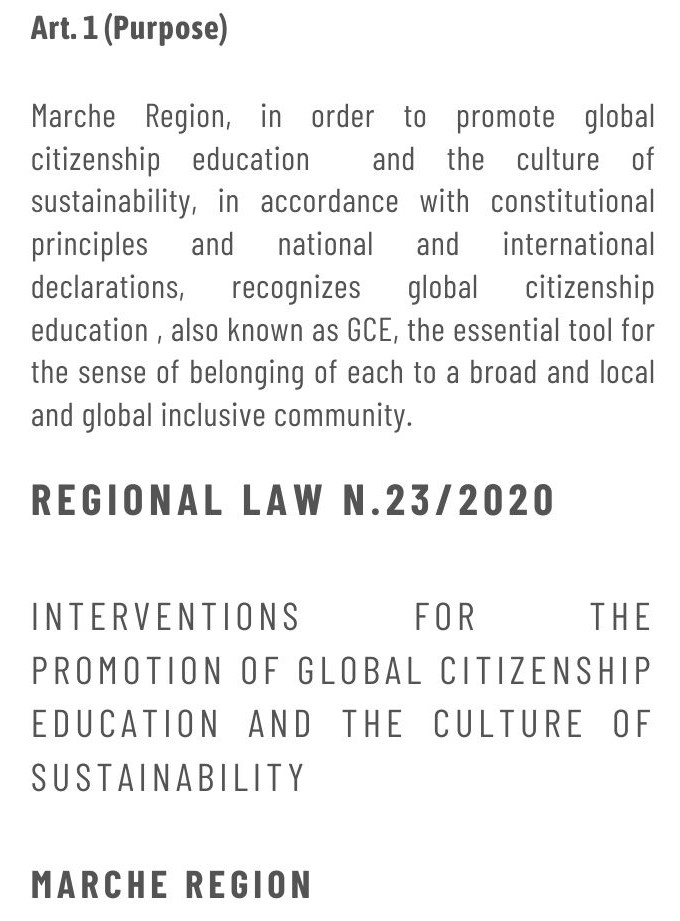 Art. 1 (Purpose)
Marche Region, in order to promote global
citizenship education and the culture of
sustainability, in accordance with constitutional
principles and national and international
declarations, recognizes global citizenship
education , also known as GCE, the essential tool for
the sense of belonging of each to a broad and local
and global inclusive community.
REGIONAL LAW N.23/2020
INTERVENTIONS FOR THE
PROMOTION OF GLOBAL CITIZENSHIP
EDUCATION AND THE CULTURE OF
SUSTAINABILITY
MARCHE REGION